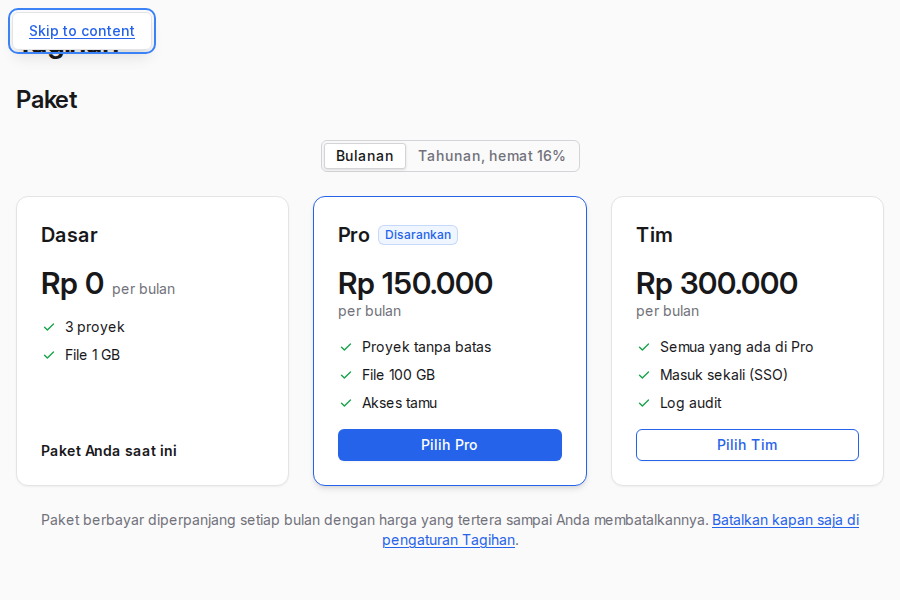 Skip to content
Paket
Bulanan
Tahunan, hemat 16%
Dasar
Rp 0 per bulan
3 proyek
File 1 GB
Paket Anda saat ini
Pro
Disarankan
Rp 150.000
per bulan
Proyek tanpa batas
File 100 GB
Akses tamu
Pilih Pro
Tim
Rp 300.000
per bulan
Semua yang ada di Pro
Masuk sekali (SSO)
Log audit
Pilih Tim
Paket berbayar diperpanjang setiap bulan dengan harga yang tertera sampai Anda membatalkannya. Batalkan kapan saja di
pengaturan Tagihan.